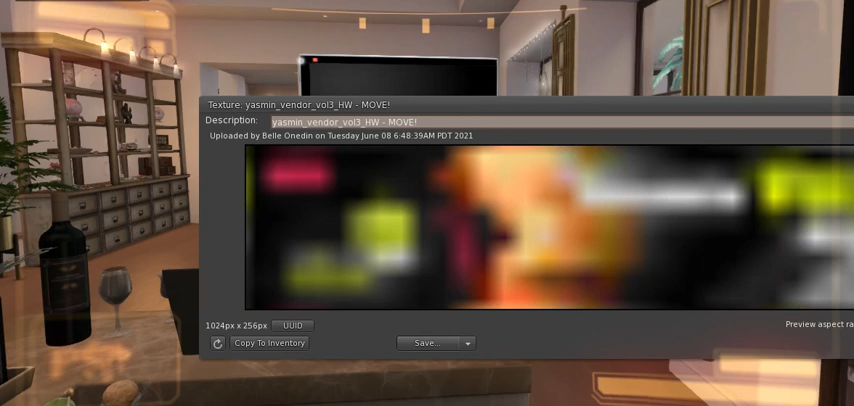 Texture: yasmin_vendor_vol3_HW - MOVE!
Description: yasmin_vendor_vol3_HW - MOVE!
Uploaded by Belle Onedin on Tuesday June 08 6:48:39AM PDT 2021
1024px x 256px UUID
Preview aspect ra
Copy To Inventory Save...